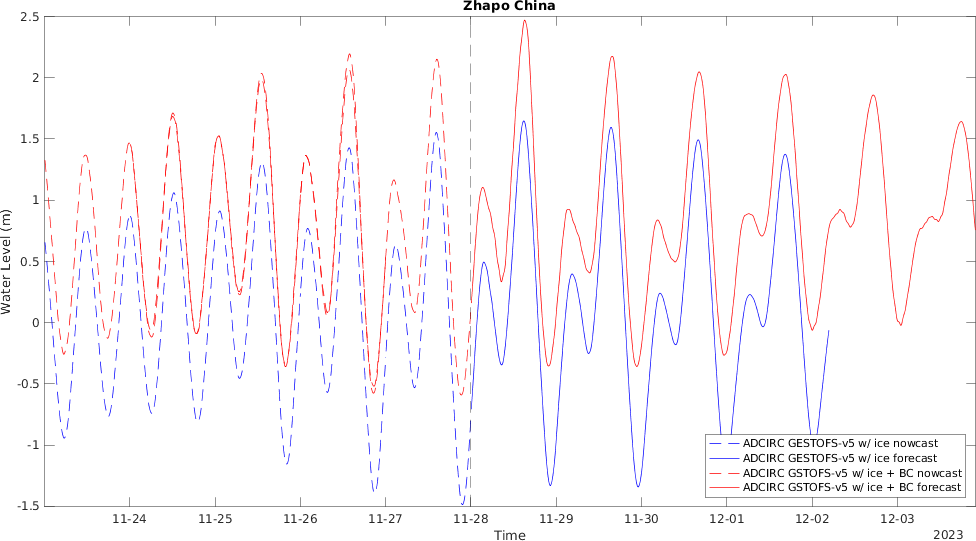 Zhapo China
2.5
2
1.5
1
0.5
0
-0.5
-1
-1.5
Water Level (m)
11-24
11-25
11-26
11-27
11-28
11-29
11-30
12-01
12-02
12-03
Time
2023
ADCIRC GESTOFS-v5 w/ ice nowcast
ADCIRC GESTOFS-v5 w/ ice forecast
ADCIRC GSTOFS-v5 w/ ice + BC nowcast
ADCIRC GSTOFS-v5 w/ ice + BC forecast